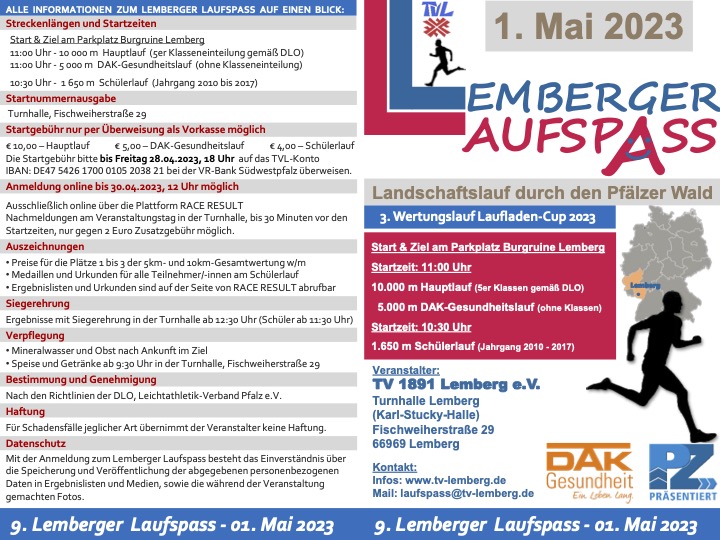 ALLE INFORMATIONEN ZUM LEMBERGER LAUFSPASS AUF EINEN BLICK:
Streckenlängen und Startzeiten
Start & Ziel am Parkplatz Burgruine Lemberg
11:00 Uhr - 10 000 m Hauptlauf (5er Klasseneinteilung gemäß DLO)
11:00 Uhr - 5 000 m DAK-Gesundheitslauf (ohne Klasseneinteilung)
10:30 Uhr - 1 650 m Schülerlauf (Jahrgang 2010 bis 2017)
Startnummernausgabe
Turnhalle, Fischweiherstraße 29
Startgebühr nur per Überweisung als Vorkasse möglich
€ 10,00 – Hauptlauf € 5,00 – DAK-Gesundheitslauf € 4,00 – Schülerlauf
Die Startgebühr bitte bis Freitag 28.04.2023, 18 Uhr auf das TVL-Konto
IBAN: DE47 5426 1700 0105 2038 21 bei der VR-Bank Südwestpfalz überweisen.
Anmeldung online bis 30.04.2023, 12 Uhr möglich
Ausschließlich online über die Plattform RACE RESULT
Nachmeldungen am Veranstaltungstag in der Turnhalle, bis 30 Minuten vor den
Startzeiten, nur gegen 2 Euro Zusatzgebühr möglich.
Auszeichnungen
• Preise für die Plätze 1 bis 3 der 5km- und 10km-Gesamtwertung w/m
• Medaillen und Urkunden für alle Teilnehmer/-innen am Schülerlauf
• Ergebnislisten und Urkunden sind auf der Seite von RACE RESULT abrufbar
Siegerehrung
Ergebnisse mit Siegerehrung in der Turnhalle ab 12:30 Uhr (Schüler ab 11:30 Uhr)
Verpflegung
• Mineralwasser und Obst nach Ankunft im Ziel
• Speise und Getränke ab 9:30 Uhr in der Turnhalle, Fischweiherstraße 29
Bestimmung und Genehmigung
Nach den Richtlinien der DLO, Leichtathletik-Verband Pfalz e.V.
Haftung
Für Schadensfälle jeglicher Art übernimmt der Veranstalter keine Haftung.
Datenschutz
Mit der Anmeldung zum Lemberger Laufspass besteht das Einverständnis über
die Speicherung und Veröffentlichung der abgegebenen personenbezogenen
Daten in Ergebnislisten und Medien, sowie die während der Veranstaltung
gemachten Fotos.
9. Lemberger Laufspass - 01. Mai 2023
TVL
1. Mai 2023
LEMBERGER
LAUFSPASS
Landschaftslauf durch den Pfälzer Wald
3. Wertungslauf Laufladen-Cup 2023
Start & Ziel am Parkplatz Burgruine Lemberg
Startzeit: 11:00 Uhr
10.000 m Hauptlauf (5er Klassen gemäß DLO)
5.000 m DAK-Gesundheitslauf (ohne Klassen)
Startzeit: 10:30 Uhr
1.650 m Schülerlauf (Jahrgang 2010 - 2017)
Lemberg
Veranstalter:
TV 1891 Lemberg e.V.
Turnhalle Lemberg
(Karl-Stucky-Halle)
Fischweiherstraße 29
66969 Lemberg
Kontakt:
Infos: www.tv-lemberg.de
Mail: laufspass@tv-lemberg.de
DAK
Gesundheit
Ein Leben lang.
PZ
PRÄSENTIERT
9. Lemberger Laufspass - 01. Mai 2023